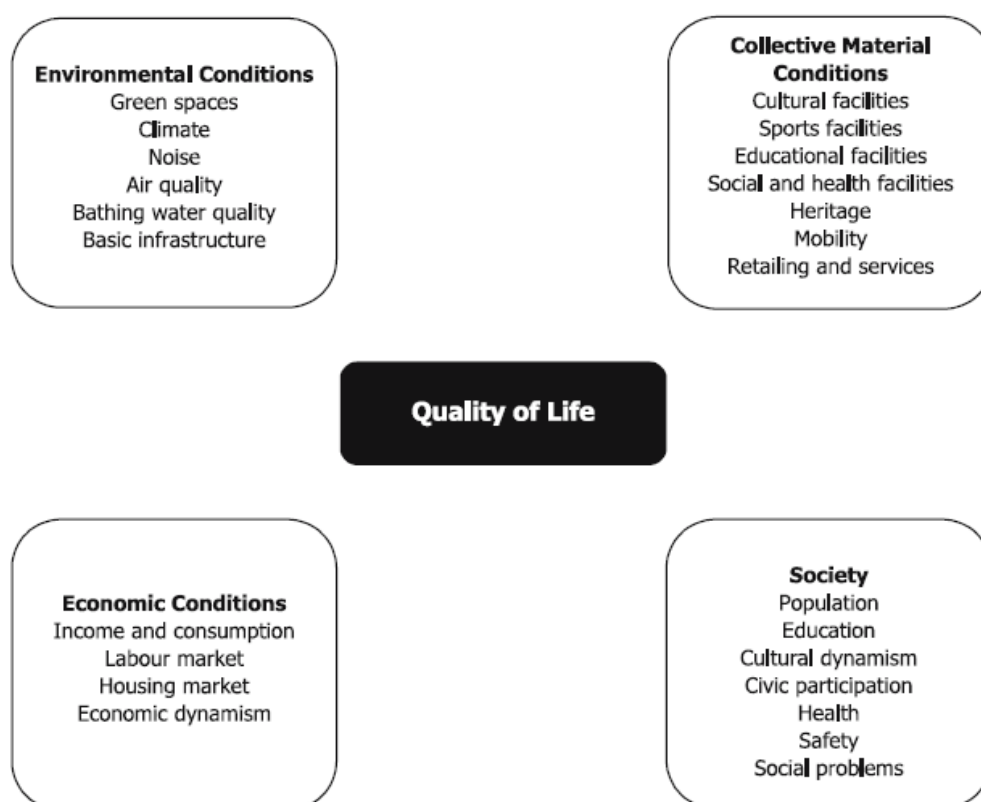 Environmental Conditions
Green spaces
Climate
Noise
Air quality
Bathing water quality
Basic infrastructure
Collective Material
Conditions
Cultural facilities
Sports facilities
Educational facilities
Social and health facilities
Heritage
Mobility
Retailing and services
Quality of Life
Economic Conditions
Income and consumption
Labour market
Housing market
Economic dynamism
Society
Population
Education
Cultural dynamism
Civic participation
Health
Safety
Social problems